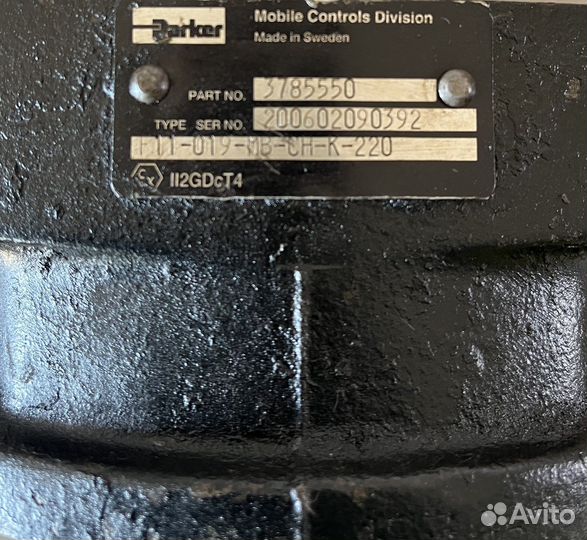 Parker
Mobile Controls Division
Made in Sweden
PART NO. 3785550
TYPE SER NO. 200602090392
F11-019-MB-CH-K-220
Ex II2GDcT4
Avito